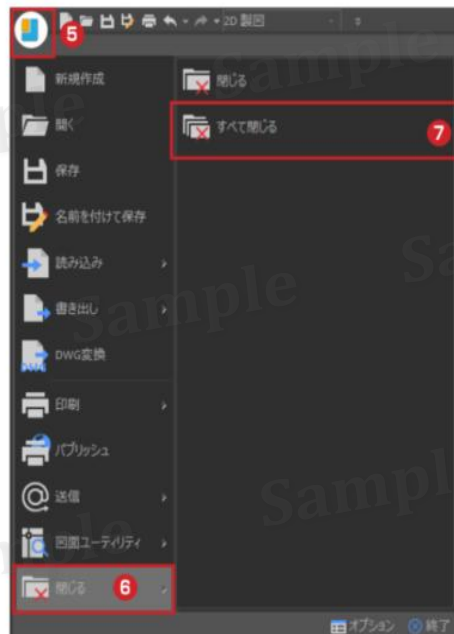 5
2D 製図
新規作成
開く
保存
名前を付けて保存
読み込み
書き出し
DWG変換
印刷
パブリッシュ
送信
図面ユーティリティ
閉じる 6
閉じる
すべて閉じる 7
オプション
終了
Sample
Sample
Sample